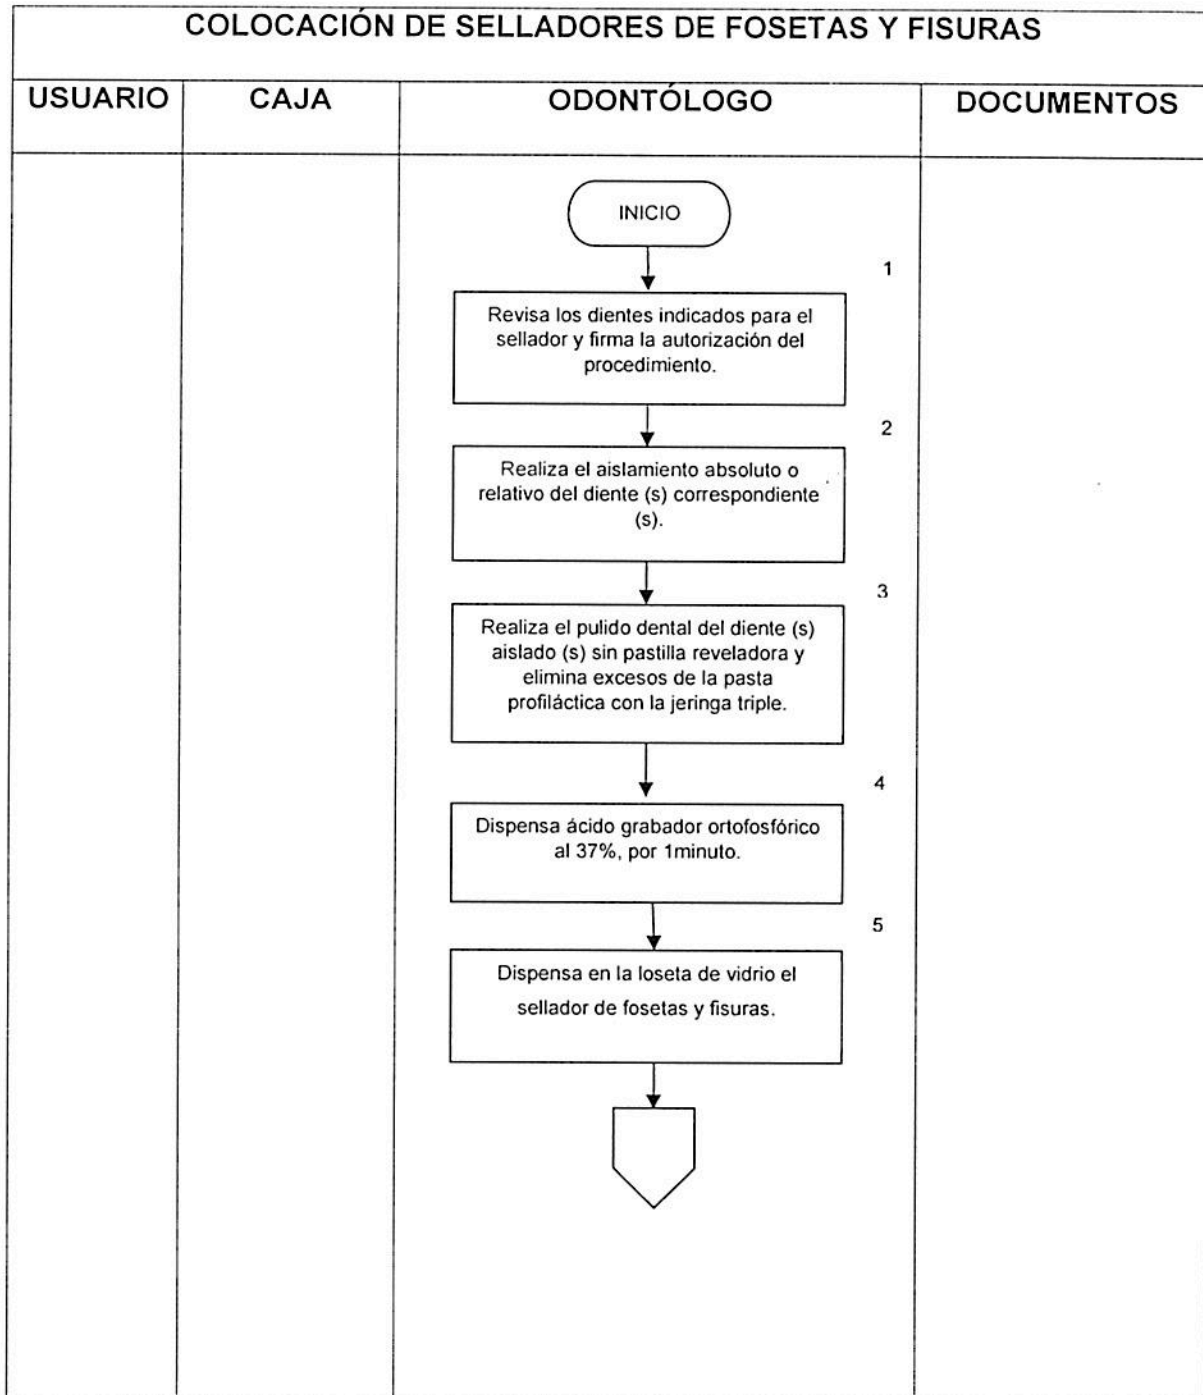 COLOCACIÓN DE SELLADORES DE FOSETAS Y FISURAS
USUARIO
CAJA
ODONTÓLOGO
DOCUMENTOS
INICIO
1
Revisa los dientes indicados para el
sellador y firma la autorización del
procedimiento.
2
Realiza el aislamiento absoluto o
relativo del diente (s) correspondiente
(s).
3
Realiza el pulido dental del diente (s)
aislado (s) sin pastilla reveladora y
elimina excesos de la pasta
profiláctica con la jeringa triple.
4
Dispensa ácido grabador ortofosfórico
al 37%, por 1minuto.
5
Dispensa en la loseta de vidrio el
sellador de fosetas y fisuras.